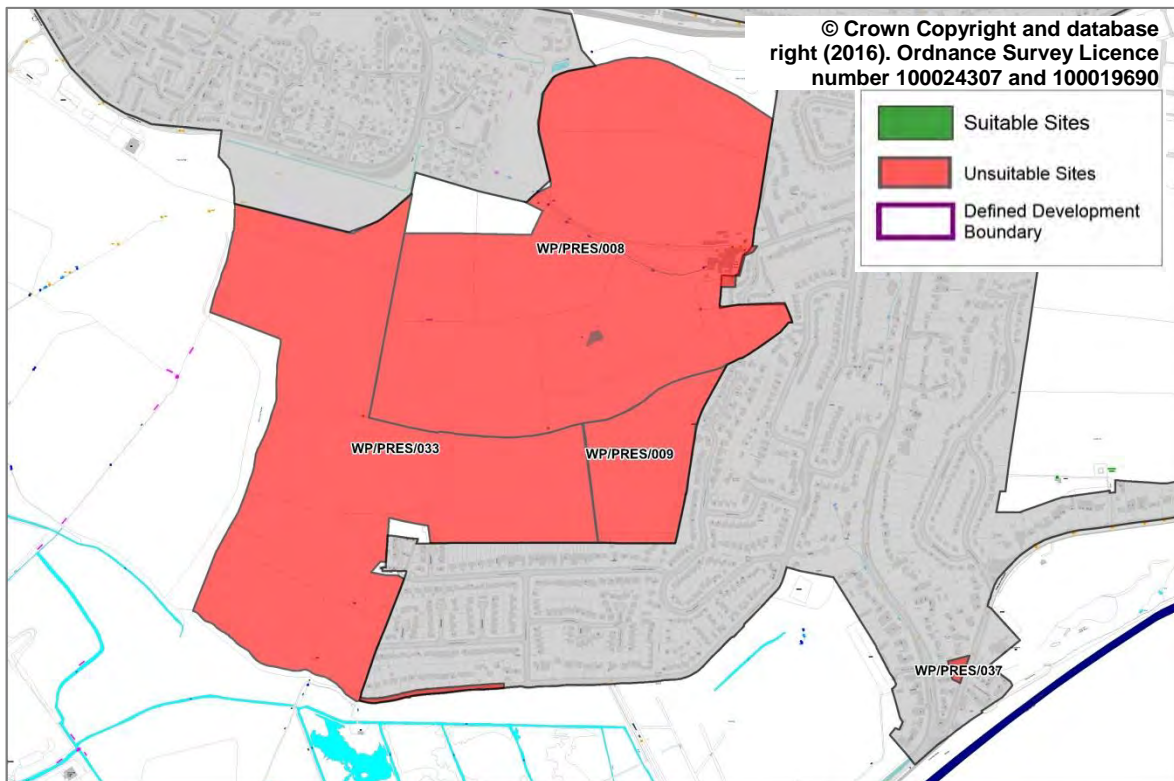 © Crown Copyright and database
right (2016). Ordnance Survey Licence
number 100024307 and 100019690
Suitable Sites
Unsuitable Sites
Defined Development
Boundary
WP/PRES/008
WP/PRES/033
WP/PRES/009
WP/PRES/037